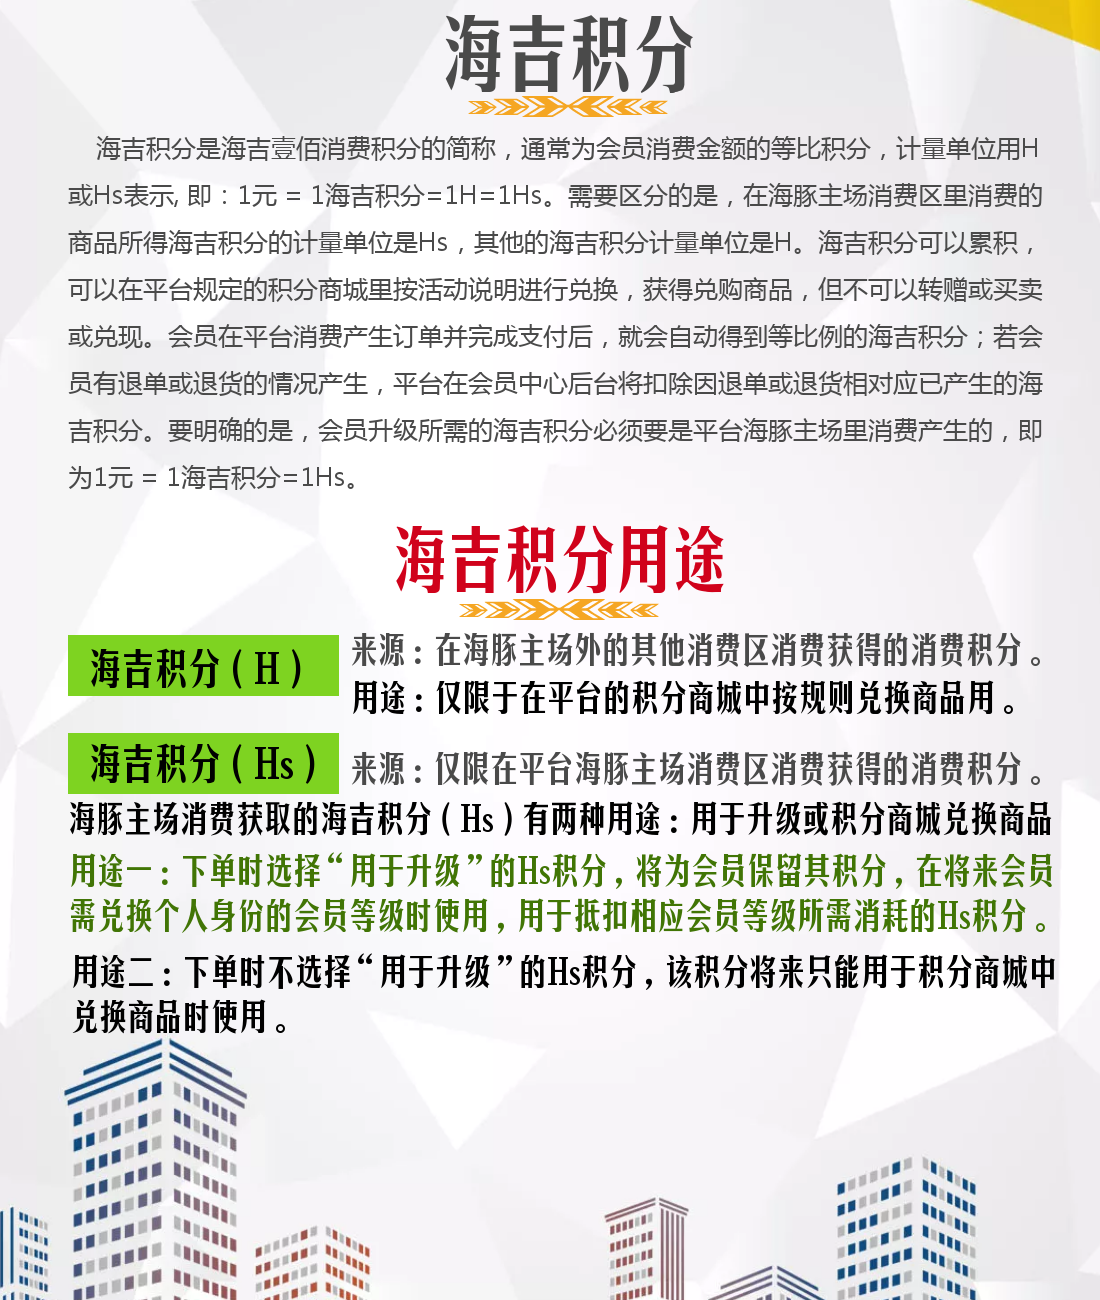 海吉积分
海吉积分是海吉壹佰消费积分的简称，通常为会员消费金额的等比积分，计量单位用H
或Hs表示, 即：1元 = 1海吉积分=1H=1Hs。需要区分的是，在海豚主场消费区里消费的
商品所得海吉积分的计量单位是Hs，其他的海吉积分计量单位是H。海吉积分可以累积，
可以在平台规定的积分商城里按活动说明进行兑换，获得兑购商品，但不可以转赠或买卖
或兑现。会员在平台消费产生订单并完成支付后，就会自动得到等比例的海吉积分；若会
员有退单或退货的情况产生，平台在会员中心后台将扣除因退单或退货相对应已产生的海
吉积分。要明确的是，会员升级所需的海吉积分必须要是平台海豚主场里消费产生的，即
为1元 = 1海吉积分=1Hs。
海吉积分用途
海吉积分（H）
来源：在海豚主场外的其他消费区消费获得的消费积分。
用途：仅限于在平台的积分商城中按规则兑换商品用。
海吉积分（Hs）
来源：仅限在平台海豚主场消费区消费获得的消费积分。
海豚主场消费获取的海吉积分（Hs）有两种用途：用于升级或积分商城兑换商品
用途一：下单时选择“用于升级”的Hs积分，将为会员保留其积分，在将来会员
需兑换个人身份的会员等级时使用，用于抵扣相应会员等级所需消耗的Hs积分。
用途二：下单时不选择“用于升级”的Hs积分，该积分将来只能用于积分商城中
兑换商品时使用。